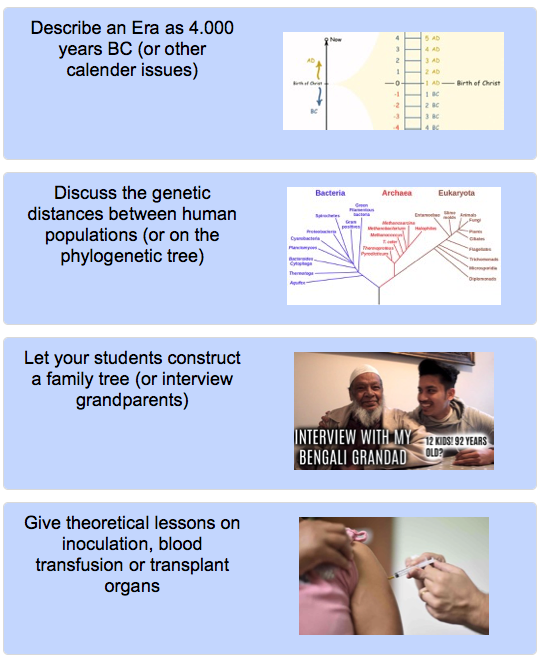 Describe an Era as 4.000
years BC (or other
calender issues)
Now
AD
Birth of Christ
BC
4 5 AD
3 4 AD
2 3 AD
1 2 AD
0 1 AD Birth of Christ
-1 1 BC
-2 2 BC
-3 3 BC
-4 4 BC
Discuss the genetic
distances between human
populations (or on the
phylogenetic tree)
Bacteria Archaea Eukaryota
Green
Filamentous
bacteria
Spirochetes
Gram
positives
Proteobacteria
Cyanobacteria
Planctomyces
Bacteroides
Cytophaga
Thermotoga
Aquifex
Methanosarcina
Methanobacterium
Halophiles
Methanococcus
T. celer
Thermoproteus
Pyrodicticum
Entamoebae
Slime
molds
Animals
Fungi
Plants
Ciliates
Flagellates
Trichomonads
Microsporidia
Diplomonads
Let your students construct
a family tree (or interview
grandparents)
INTERVIEW WITH MY
BENGALI GRANDAD
12 KIDS! 92 YEARS
OLD?
Give theoretical lessons on
inoculation, blood
transfusion or transplant
organs